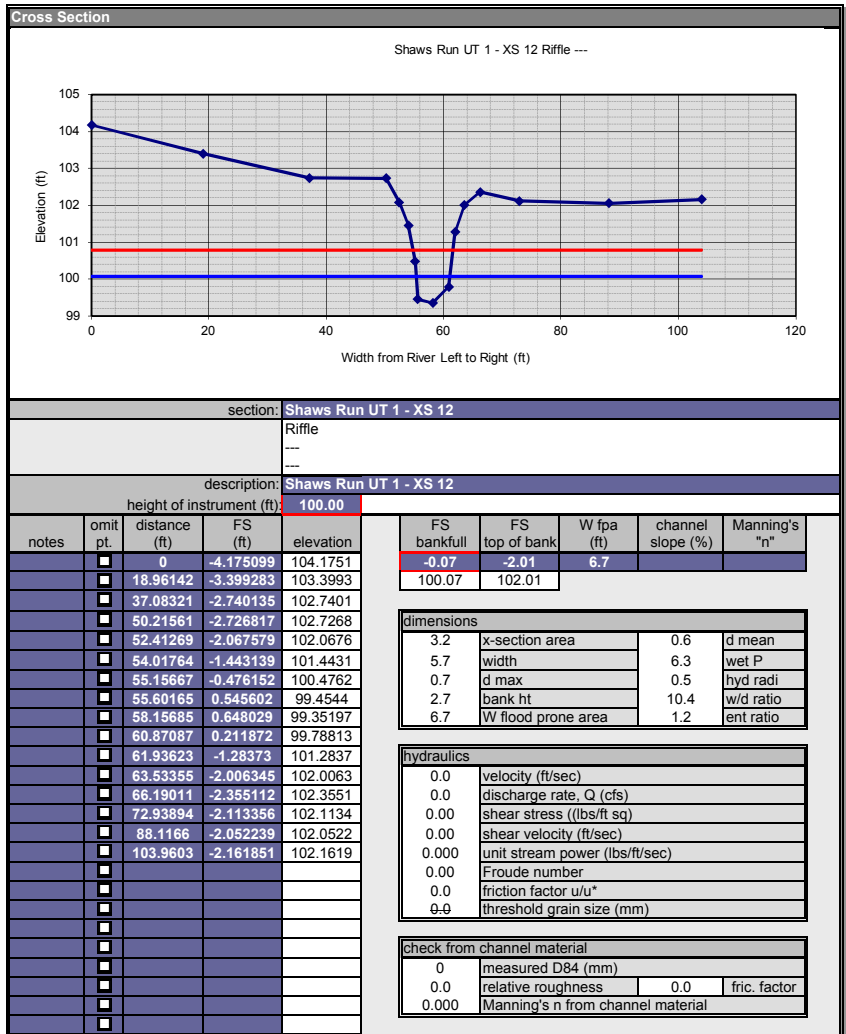 Cross Section
Shaws Run UT 1 - XS 12 Riffle ---
105
104
103
102
101
100
99
Elevation (ft)
0 20 40 60 80 100 120
Width from River Left to Right (ft)
section: Shaws Run UT 1 - XS 12
Riffle
---
---
description: Shaws Run UT 1 - XS 12
height of instrument (ft): 100.00
notes omit pt. distance (ft) FS (ft) elevation
0 -4.175099 104.1751
18.96142 -3.399283 103.3993
37.08321 -2.740135 102.7401
50.21561 -2.726817 102.7268
52.41269 -2.067579 102.0676
54.01764 -1.443139 101.4431
55.15667 -0.476152 100.4762
55.60165 0.545602 99.4544
58.15685 0.648029 99.35197
60.87087 0.211872 99.78813
61.93623 -1.28373 101.2837
63.53355 -2.006345 102.0063
66.19011 -2.355112 102.3551
72.93894 -2.113356 102.1134
88.1166 -2.052239 102.0522
103.9603 -2.161851 102.1619
FS bankfull FS top of bank W fpa (ft) channel slope (%) Manning's "n"
-0.07 -2.01 6.7
100.07 102.01
dimensions
3.2 x-section area 0.6 d mean
5.7 width 6.3 wet P
0.7 d max 0.5 hyd radi
2.7 bank ht 10.4 w/d ratio
6.7 W flood prone area 1.2 ent ratio
hydraulics
0.0 velocity (ft/sec)
0.0 discharge rate, Q (cfs)
0.00 shear stress ((lbs/ft sq)
0.00 shear velocity (ft/sec)
0.000 unit stream power (lbs/ft/sec)
0.00 Froude number
0.0 friction factor u/u*
0.0 threshold grain size (mm)
check from channel material
0 measured D84 (mm)
0.0 relative roughness 0.0 fric. factor
0.000 Manning's n from channel material